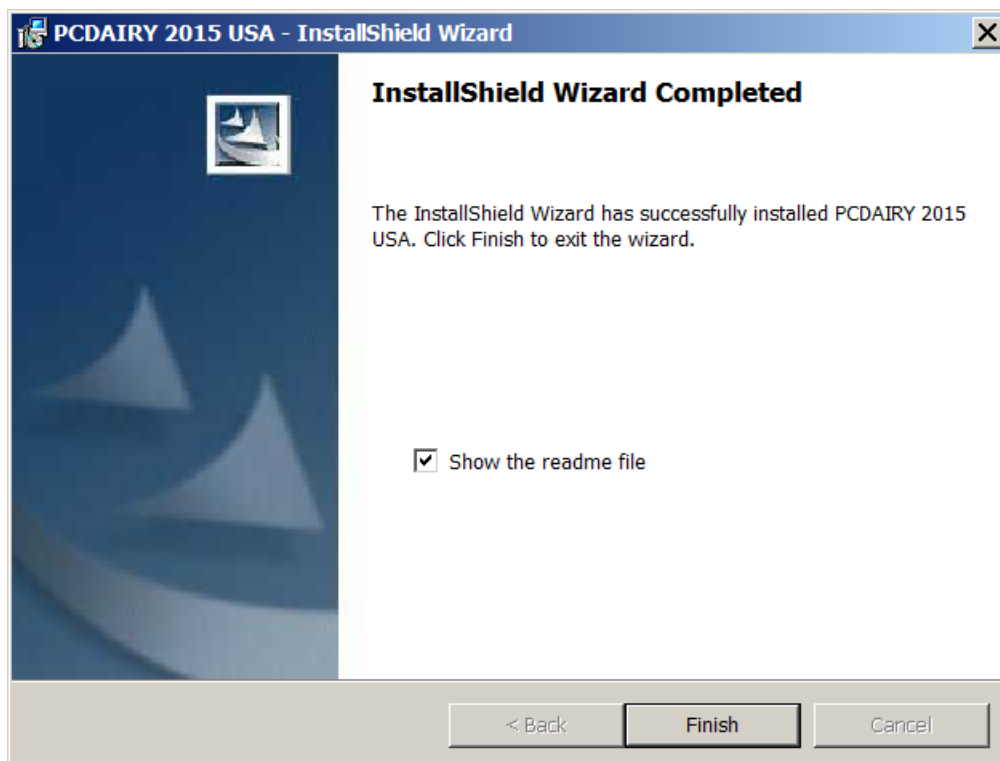 PCDAIRY 2015 USA - InstallShield Wizard
InstallShield Wizard Completed
The InstallShield Wizard has successfully installed PCDAIRY 2015
USA. Click Finish to exit the wizard.
Show the readme file
< Back Finish Cancel